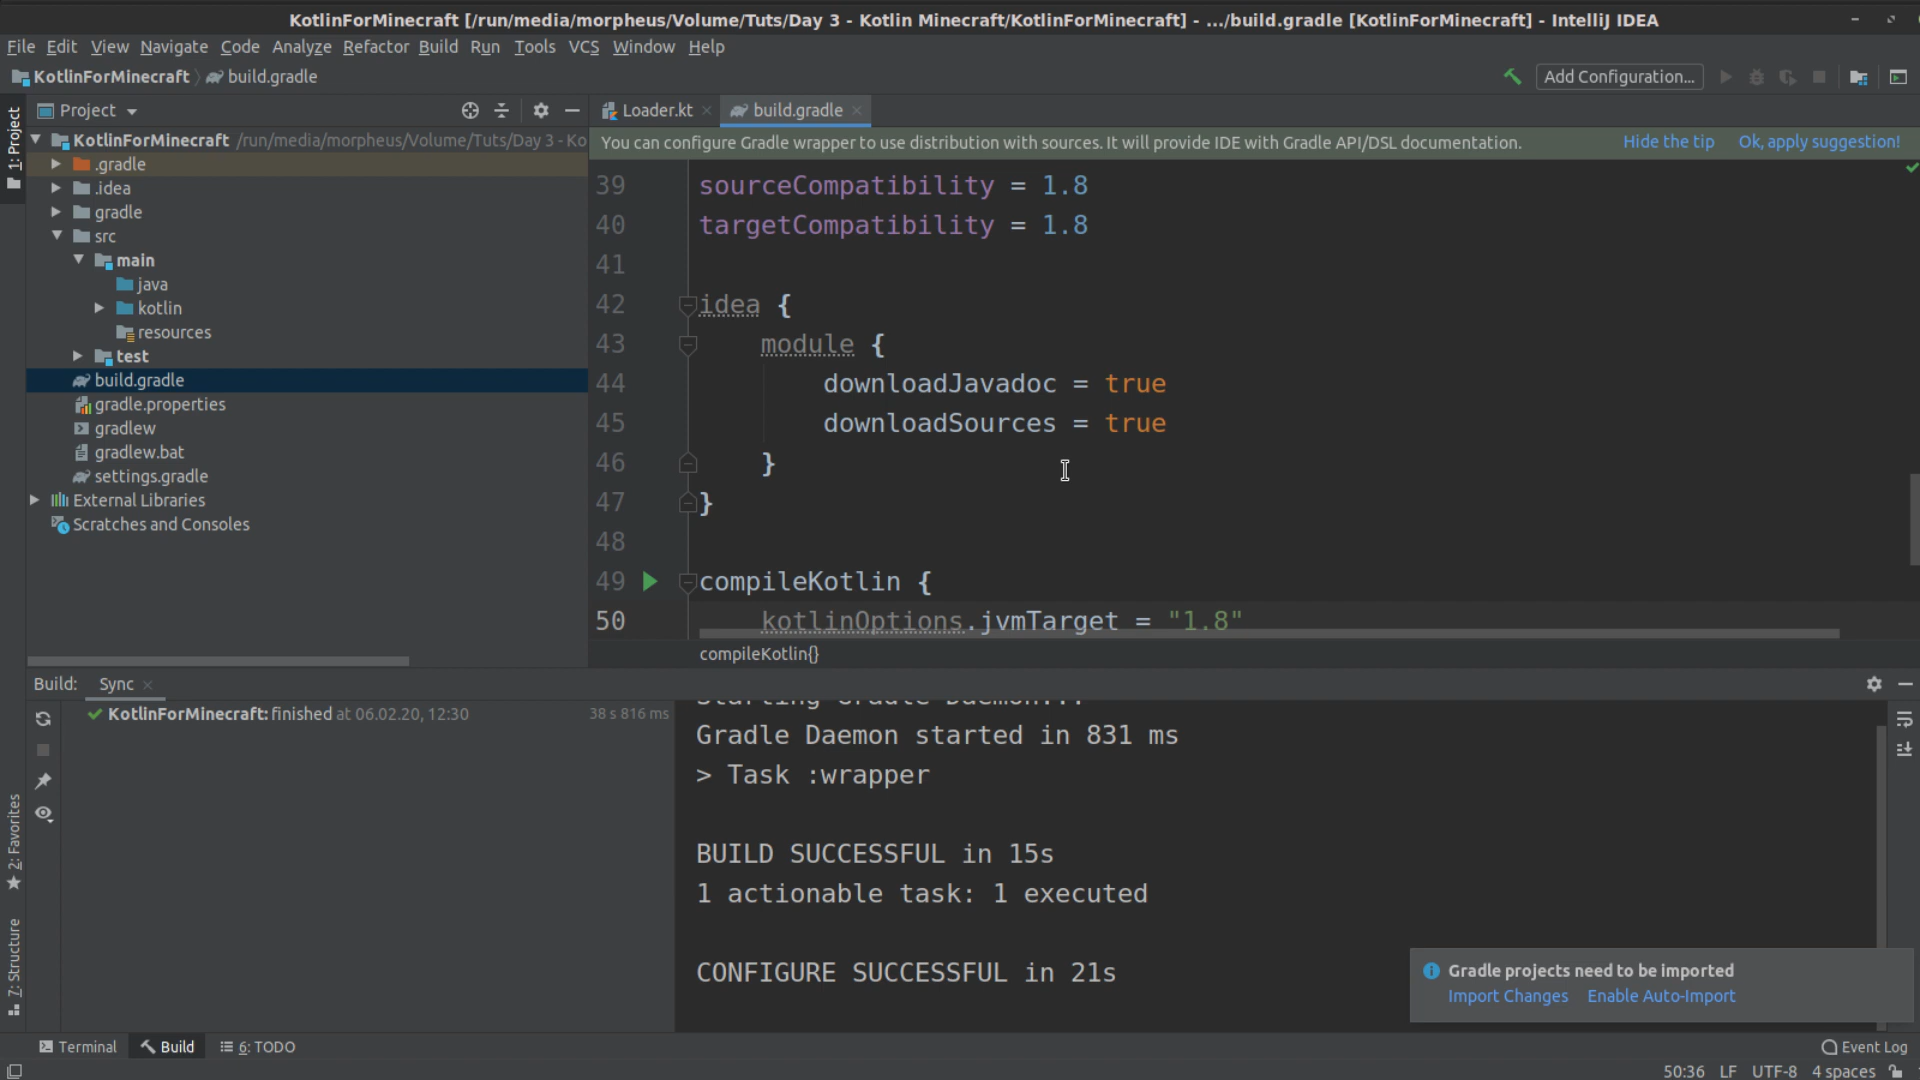 KotlinForMinecraft [/run/media/morpheus/Volume/Tuts/Day 3 - Kotlin Minecraft/KotlinForMinecraft] - .../build.gradle [KotlinForMinecraft] - IntelliJ IDEA
File Edit View Navigate Code Analyze Refactor Build Run Tools VCS Window Help
KotlinForMinecraft build.gradle
Add Configuration...
1: Project
Project
Loader.kt build.gradle
KotlinForMinecraft /run/media/morpheus/Volume/Tuts/Day 3 - Ko
You can configure Gradle wrapper to use distribution with sources. It will provide IDE with Gradle API/DSL documentation. Hide the tip Ok, apply suggestion!
.gradle
.idea
gradle
src
main
java
kotlin
resources
test
build.gradle
gradle.properties
gradlew
gradlew.bat
settings.gradle
External Libraries
Scratches and Consoles
39 sourceCompatibility = 1.8
40 targetCompatibility = 1.8
41
42 idea {
43 module {
44 downloadJavadoc = true
45 downloadSources = true
46 }
47 }
48
49 compileKotlin {
50 kotlinOptions.jvmTarget = "1.8"
compileKotlin{}
Build: Sync
KotlinForMinecraft: finished at 06.02.20, 12:30 38 s 816 ms
Starting Gradle Daemon...
Gradle Daemon started in 831 ms
> Task :wrapper
BUILD SUCCESSFUL in 15s
1 actionable task: 1 executed
CONFIGURE SUCCESSFUL in 21s
2: Favorites
7: Structure
Gradle projects need to be imported
Import Changes Enable Auto-Import
Terminal Build 6: TODO
Event Log
50:36 LF UTF-8 4 spaces